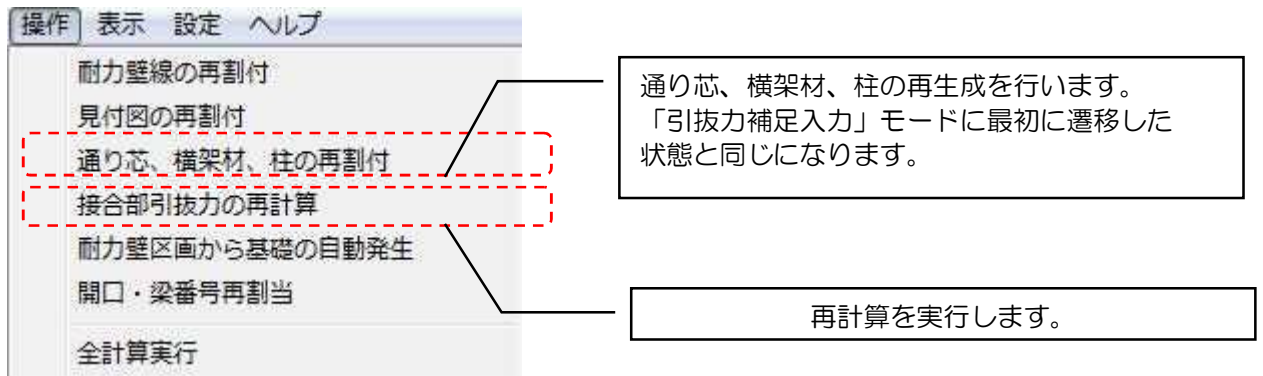 操作 表示 設定 ヘルプ
耐力壁線の再割付
見付図の再割付
通り芯、横架材、柱の再割付
接合部引抜力の再計算
耐力壁区画から基礎の自動発生
開口・梁番号再割当
全計算実行
通り芯、横架材、柱の再生成を行います。
「引抜力補足入力」モードに最初に遷移した
状態と同じになります。
再計算を実行します。